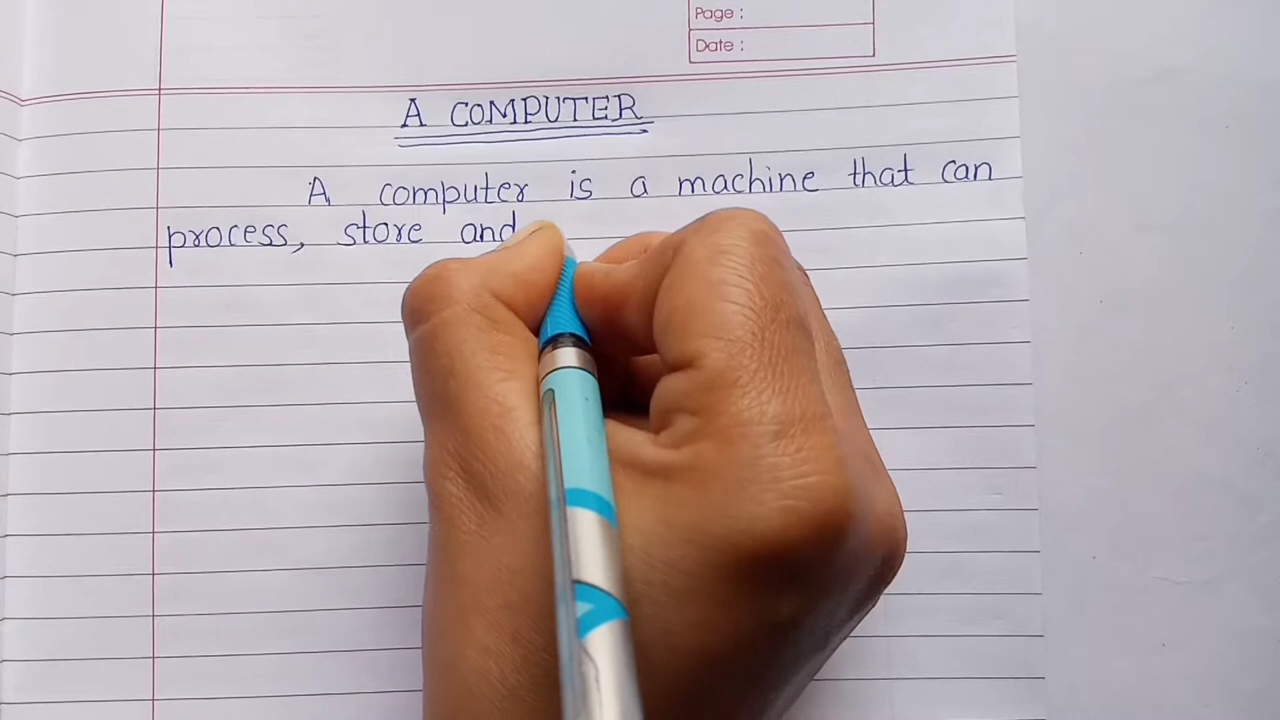 Page :
Date :
A COMPUTER
A computer is a machine that can
process, store and